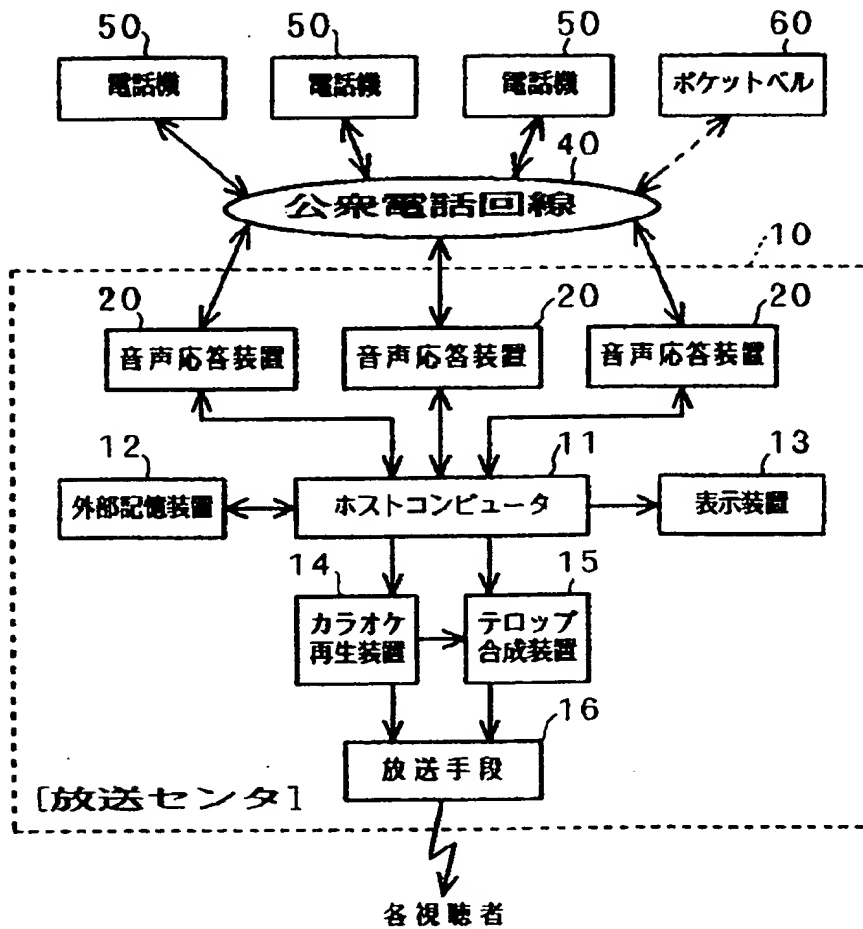 50 50 50 60
電話機 電話機 電話機 ポケットベル
40
公衆電話回線
10
20 20 20
音声応答装置 音声応答装置 音声応答装置
12 11 13
外部記憶装置 ホストコンピュータ 表示装置
14 15
カラオケ テロップ
再生装置 合成装置
16
放送手段
[放送センタ]
各視聴者